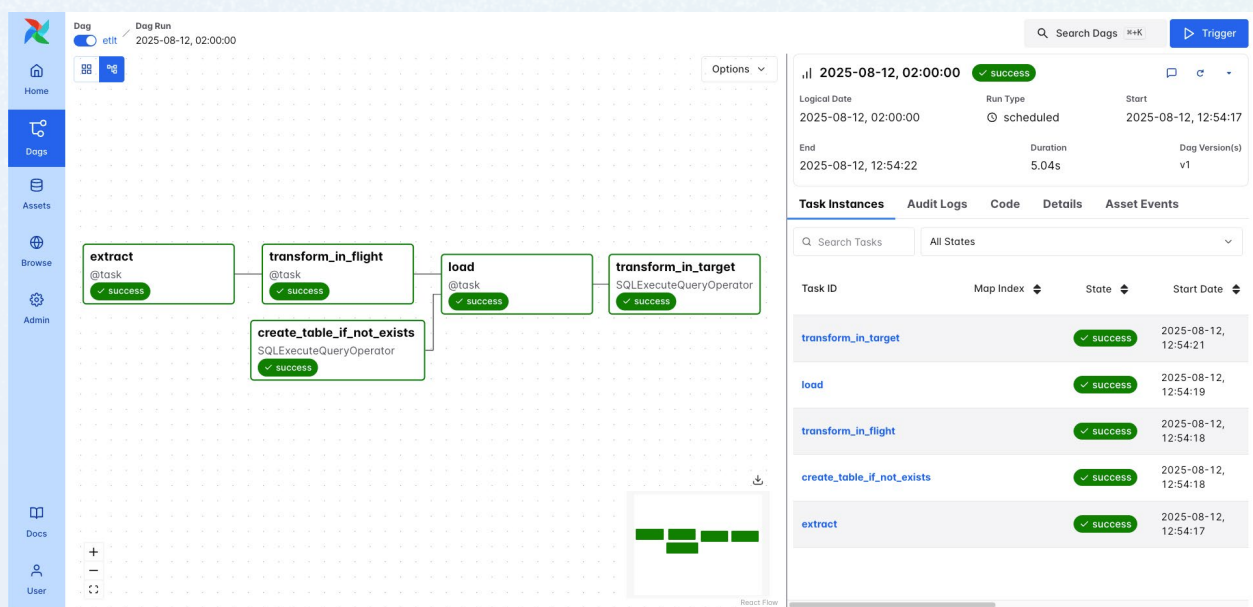 Dag
etlt
/
Dag Run
2025-08-12, 02:00:00
Search Dags ⌘+K
Trigger
Home
Dags
Assets
Browse
Admin
Docs
User
Options
extract
@task
success
transform_in_flight
@task
success
create_table_if_not_exists
SQLExecuteQueryOperator
success
load
@task
success
transform_in_target
SQLExecuteQueryOperator
success
React Flow
2025-08-12, 02:00:00 success
Logical Date Run Type Start
2025-08-12, 02:00:00 scheduled 2025-08-12, 12:54:17
End Duration Dag Version(s)
2025-08-12, 12:54:22 5.04s v1
Task Instances Audit Logs Code Details Asset Events
Search Tasks All States
Task ID Map Index State Start Date
transform_in_target success 2025-08-12,
12:54:21
load success 2025-08-12,
12:54:19
transform_in_flight success 2025-08-12,
12:54:18
create_table_if_not_exists success 2025-08-12,
12:54:18
extract success 2025-08-12,
12:54:17